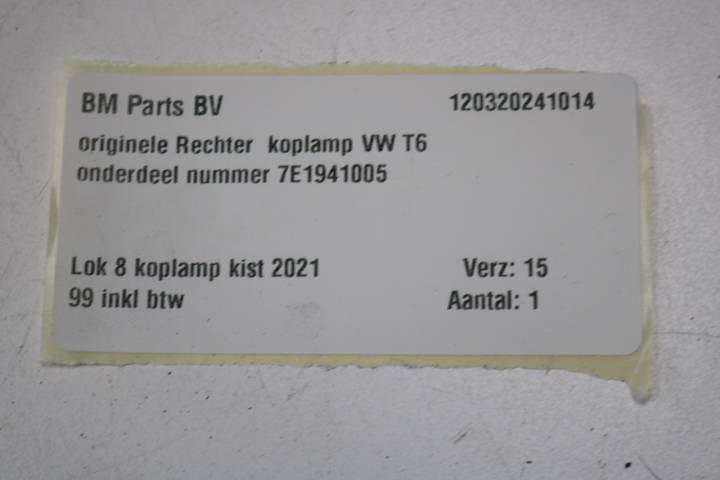 BM Parts BV 120320241014
originele Rechter koplamp VW T6
onderdeel nummer 7E1941005
Lok 8 koplamp kist 2021 Verz: 15
99 inkl btw Aantal: 1